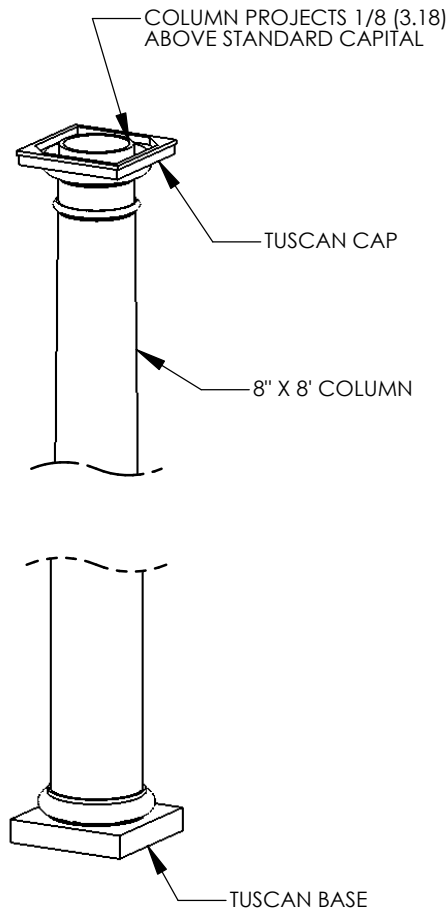 COLUMN PROJECTS 1/8 (3.18)
ABOVE STANDARD CAPITAL
TUSCAN CAP
8" X 8' COLUMN
TUSCAN BASE